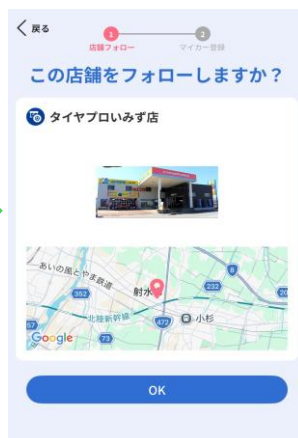 戻る
1
2
店舗フォロー
マイカー登録
この店舗をフォローしますか？
タイヤプロいみず店
あいの風とやま鉄道
8
352
射水
232
20
北陸新幹線
472
小杉
57
Google
73
OK